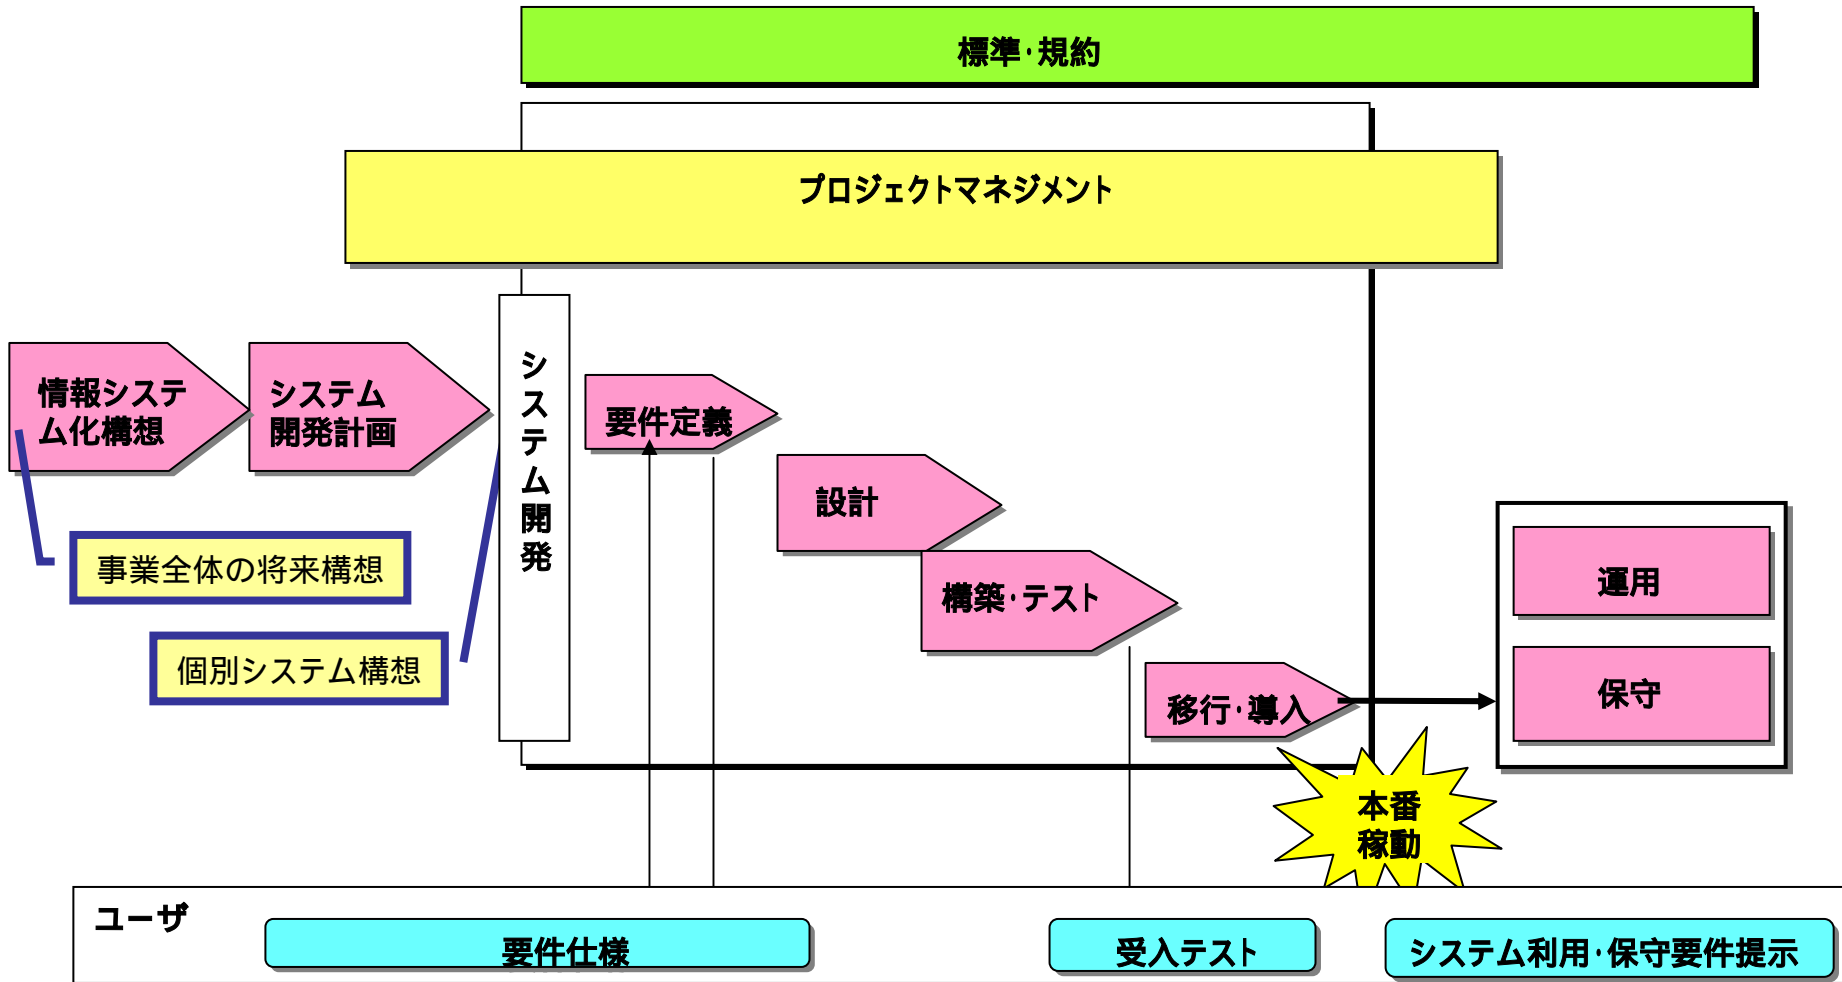 標準･規約
プロジェクトマネジメント
情報システ
ム化構想
システム
開発計画
システム開発
要件定義
設計
構築･テスト
移行･導入
運用
保守
事業全体の将来構想
個別システム構想
本番
稼動
ユーザ
要件仕様
受入テスト
システム利用･保守要件提示